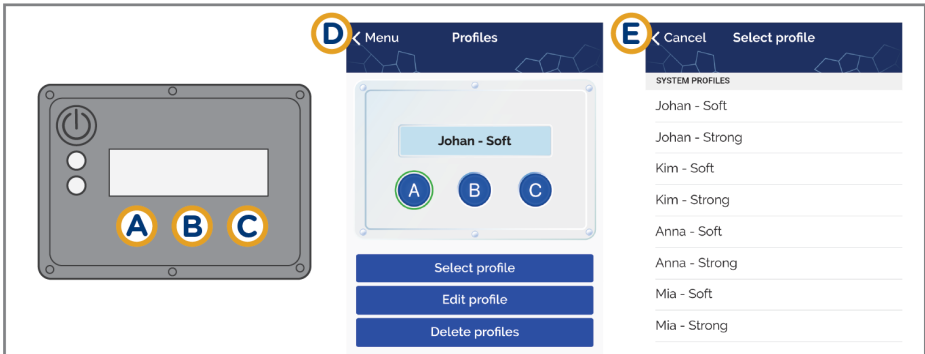 A B C
D
Menu Profiles
Johan - Soft
A B C
Select profile
Edit profile
Delete profiles
E
Cancel Select profile
SYSTEM PROFILES
Johan - Soft
Johan - Strong
Kim - Soft
Kim - Strong
Anna - Soft
Anna - Strong
Mia - Soft
Mia - Strong